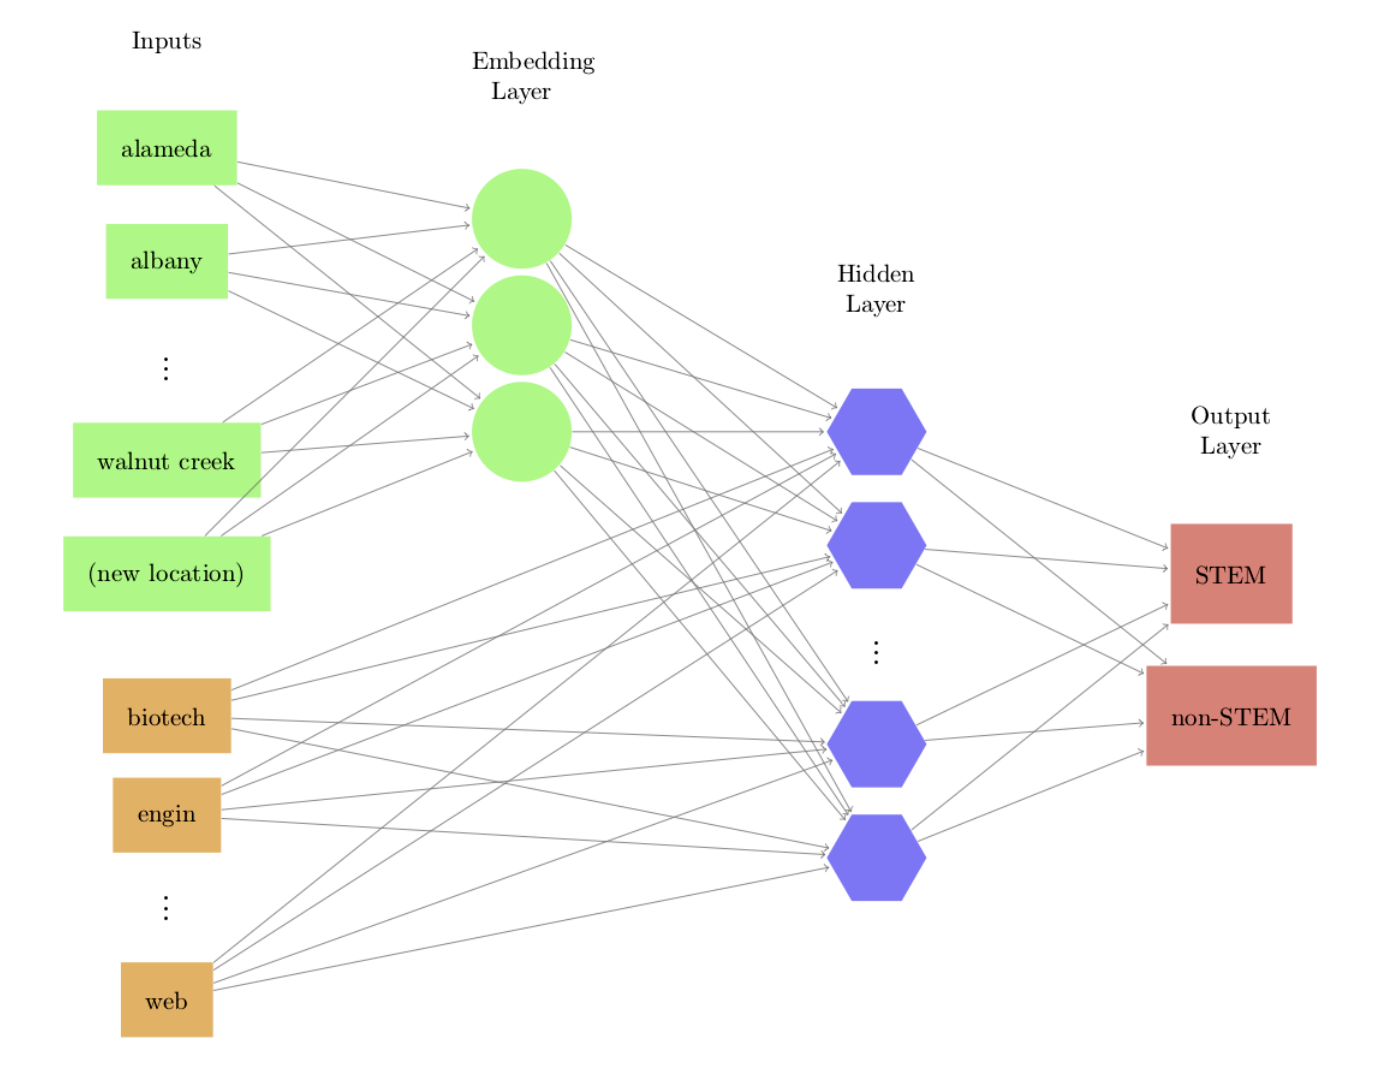 Inputs
alameda
albany
⋮
walnut creek
(new location)
biotech
engin
⋮
web
Embedding
Layer
Hidden
Layer
⋮
Output
Layer
STEM
non-STEM